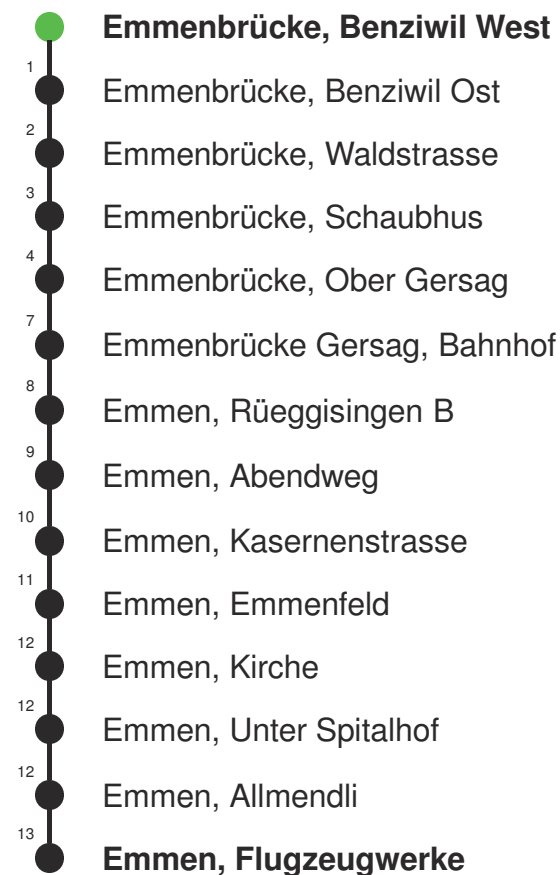 Emmenbrücke, Benziwil West
1
Emmenbrücke, Benziwil Ost
2
Emmenbrücke, Waldstrasse
3
Emmenbrücke, Schaubhus
4
Emmenbrücke, Ober Gersag
7
Emmenbrücke Gersag, Bahnhof
8
Emmen, Rüeggisingen B
9
Emmen, Abendweg
10
Emmen, Kasernenstrasse
11
Emmen, Emmenfeld
12
Emmen, Kirche
12
Emmen, Unter Spitalhof
12
Emmen, Allmendli
13
Emmen, Flugzeugwerke